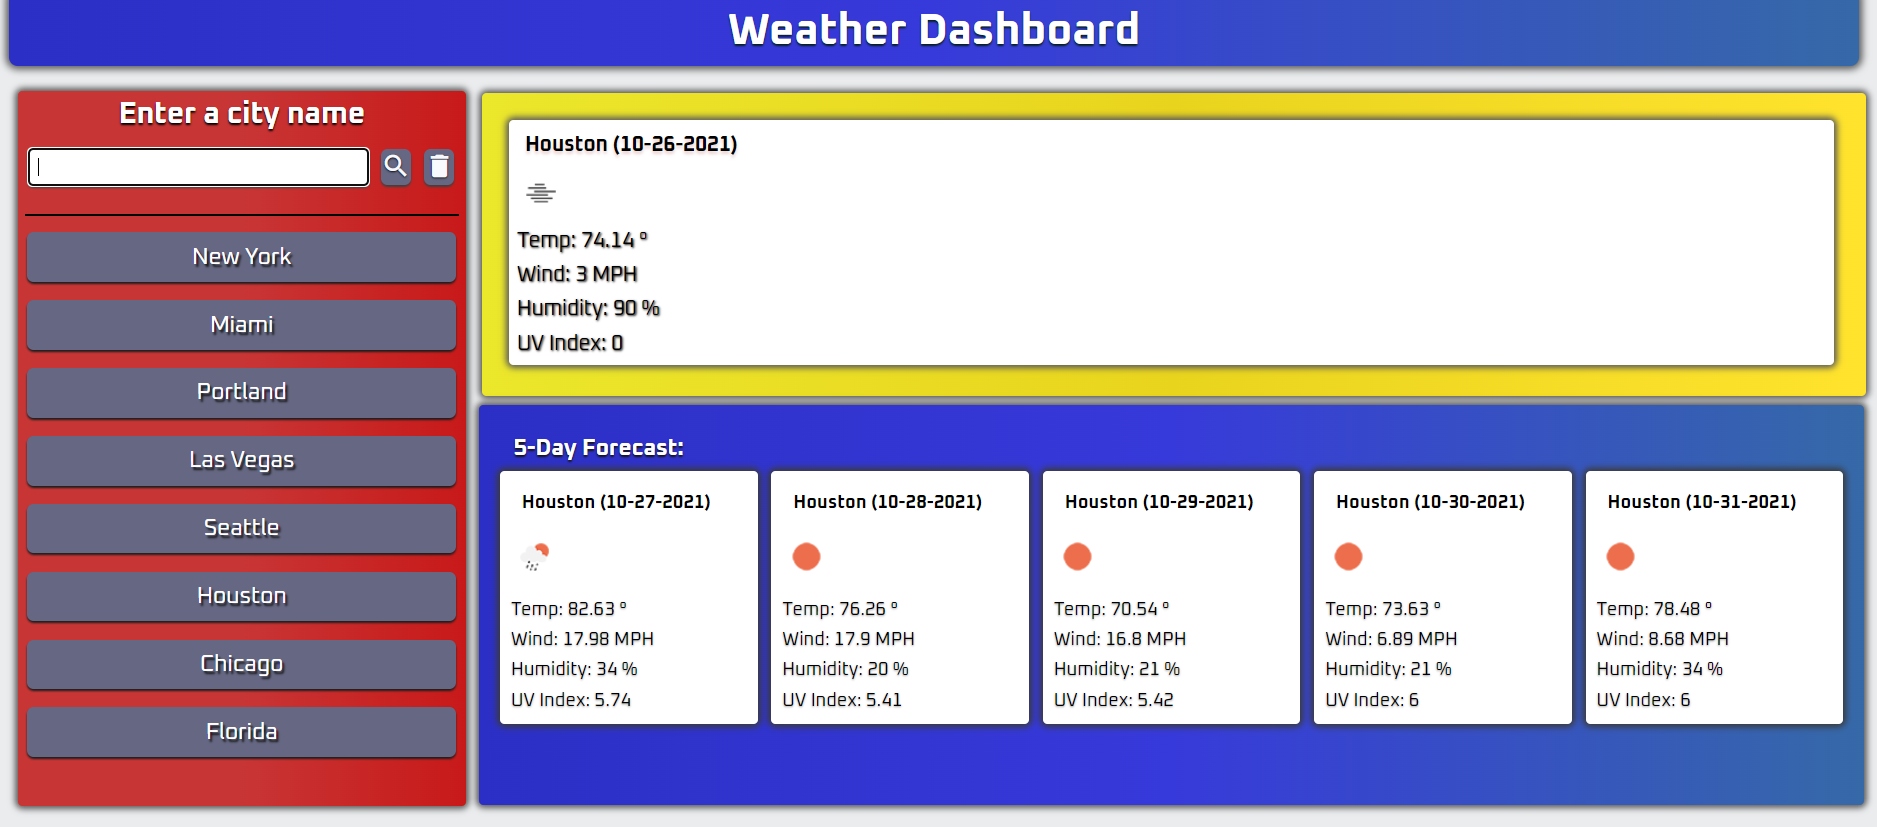 Weather Dashboard
Enter a city name
New York
Miami
Portland
Las Vegas
Seattle
Houston
Chicago
Florida
Houston (10-26-2021)
Temp: 74.14 º
Wind: 3 MPH
Humidity: 90 %
UV Index: 0
5-Day Forecast:
Houston (10-27-2021)
Temp: 82.63 º
Wind: 17.98 MPH
Humidity: 34 %
UV Index: 5.74
Houston (10-28-2021)
Temp: 76.26 º
Wind: 17.9 MPH
Humidity: 20 %
UV Index: 5.41
Houston (10-29-2021)
Temp: 70.54 º
Wind: 16.8 MPH
Humidity: 21 %
UV Index: 5.42
Houston (10-30-2021)
Temp: 73.63 º
Wind: 6.89 MPH
Humidity: 21 %
UV Index: 6
Houston (10-31-2021)
Temp: 78.48 º
Wind: 8.68 MPH
Humidity: 34 %
UV Index: 6